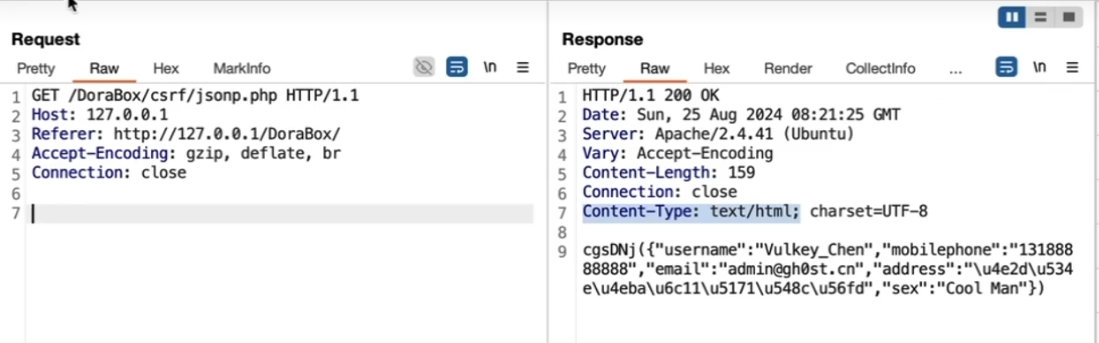 Request
Pretty Raw Hex MarkInfo \n
1 GET /DoraBox/csrf/jsonp.php HTTP/1.1
2 Host: 127.0.0.1
3 Referer: http://127.0.0.1/DoraBox/
4 Accept-Encoding: gzip, deflate, br
5 Connection: close
6
7
Response
Pretty Raw Hex Render CollectInfo ... \n
1 HTTP/1.1 200 OK
2 Date: Sun, 25 Aug 2024 08:21:25 GMT
3 Server: Apache/2.4.41 (Ubuntu)
4 Vary: Accept-Encoding
5 Content-Length: 159
6 Connection: close
7 Content-Type: text/html; charset=UTF-8
8
9 cgsDNj({"username":"Vulkey_Chen","mobilephone":"131888
88888","email":"admin@gh0st.cn","address":"\u4e2d\u534
e\u4eba\u6c11\u5171\u548c\u56fd","sex":"Cool Man"})